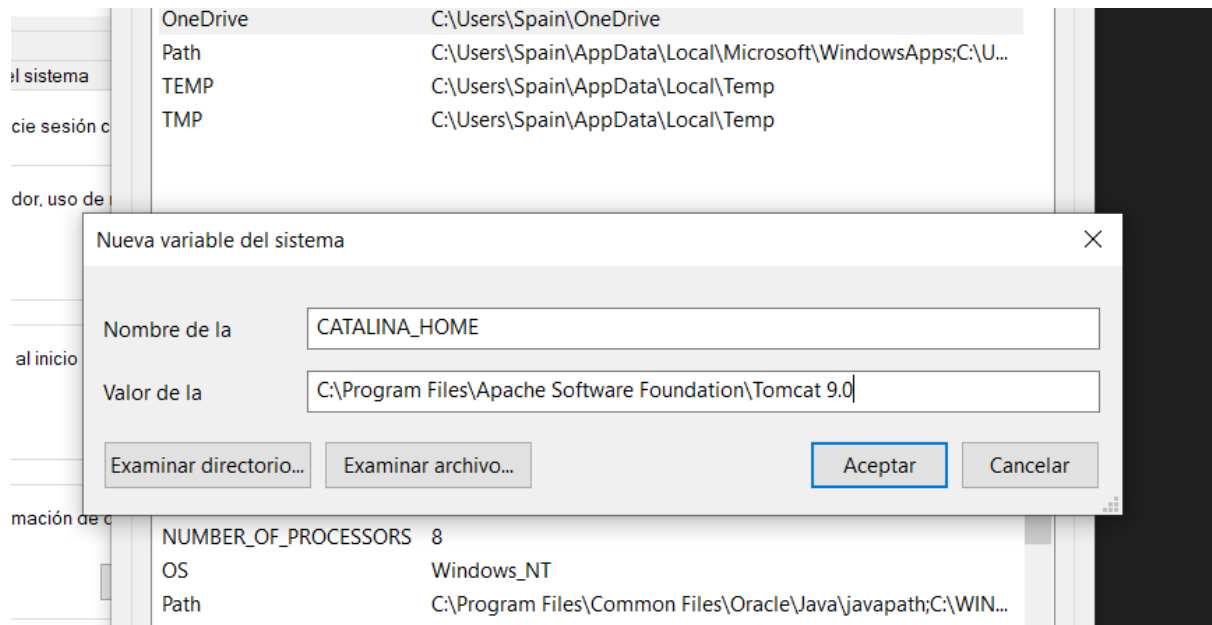 OneDrive C:\Users\Spain\OneDrive
Path C:\Users\Spain\AppData\Local\Microsoft\WindowsApps;C:\U...
el sistema
TEMP C:\Users\Spain\AppData\Local\Temp
cie sesión c
TMP C:\Users\Spain\AppData\Local\Temp
dor, uso de
Nueva variable del sistema
Nombre de la CATALINA_HOME
al inicio
Valor de la C:\Program Files\Apache Software Foundation\Tomcat 9.0
Examinar directorio... Examinar archivo... Aceptar Cancelar
mación de
NUMBER_OF_PROCESSORS 8
OS Windows_NT
Path C:\Program Files\Common Files\Oracle\Java\javapath;C:\WIN...